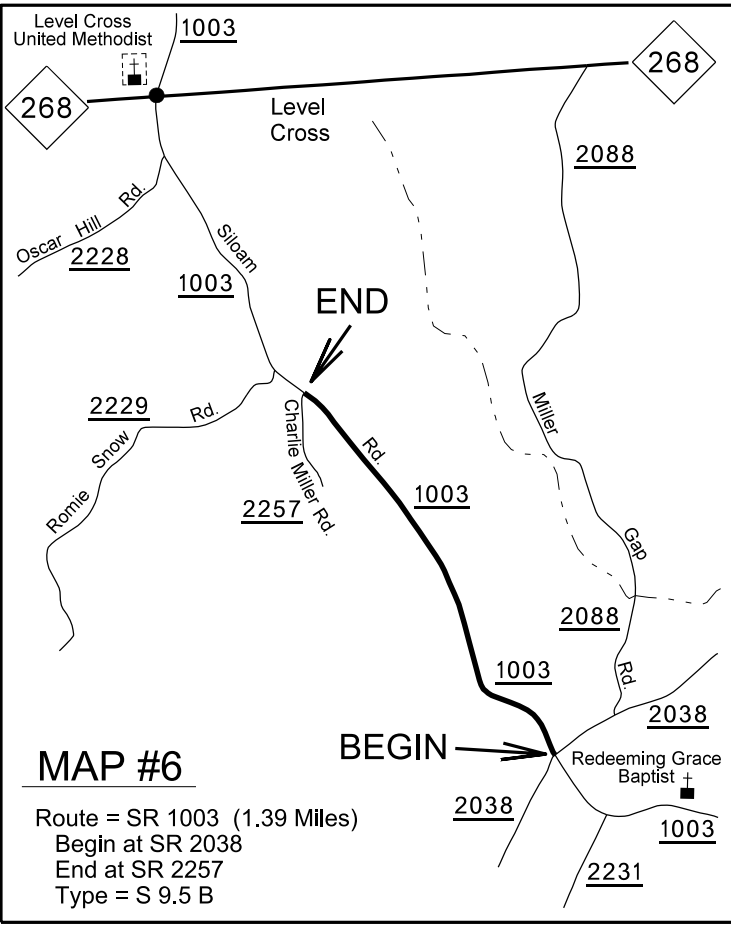 Level Cross
United Methodist
1003
268
268
Level
Cross
2088
Oscar Hill Rd.
2228
Siloam
1003
END
2229
Romie Snow Rd.
Charlie Miller Rd.
2257
Rd.
1003
Miller
Gap
2088
Rd.
1003
2038
BEGIN
Redeeming Grace
Baptist
2038
1003
2231
MAP #6
Route = SR 1003 (1.39 Miles)
Begin at SR 2038
End at SR 2257
Type = S 9.5 B